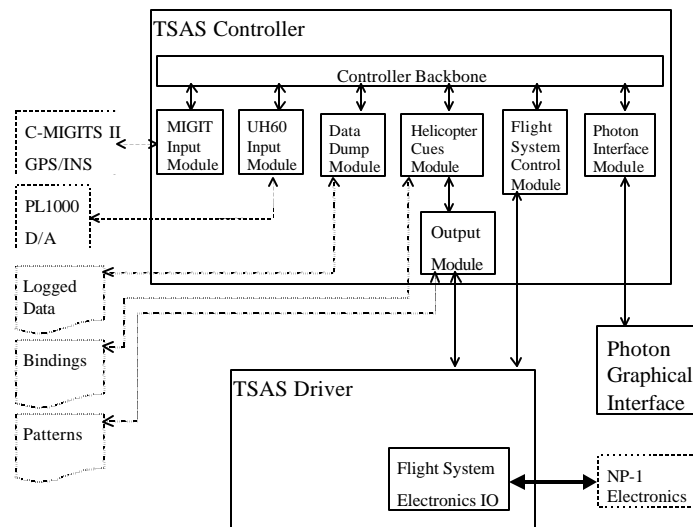 TSAS Controller
Controller Backbone
C-MIGITS II
GPS/INS
MIGIT
Input
Module
UH60
Input
Module
Data
Dump
Module
Helicopter
Cues
Module
Flight
System
Control
Module
Photon
Interface
Module
PL1000
D/A
Output
Module
Logged
Data
Bindings
Patterns
Photon
Graphical
Interface
TSAS Driver
Flight System
Electronics IO
NP-1
Electronics